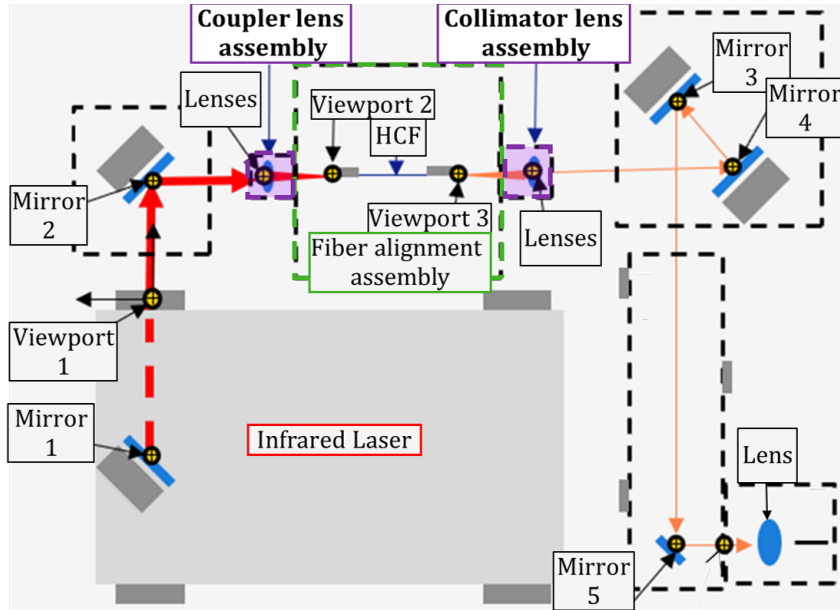 Coupler lens
assembly
Collimator lens
assembly
Mirror
3
Lenses
Viewport 2
HCF
Mirror
4
Mirror
2
Viewport 3
Lenses
Fiber alignment
assembly
Viewport
1
Mirror
1
Infrared Laser
Lens
Mirror
5